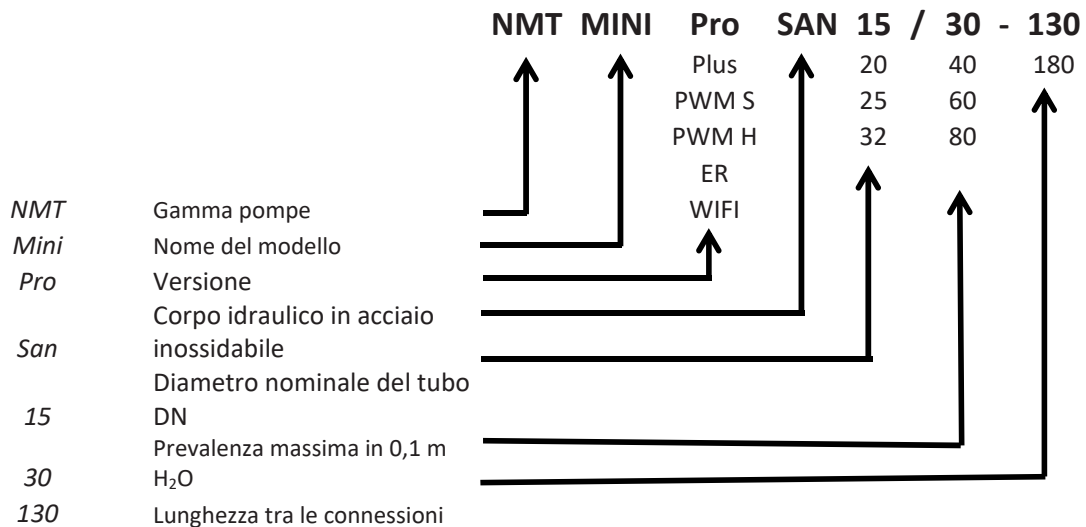 NMT MINI Pro SAN 15 / 30 - 130
Plus 20 40 180
PWM S 25 60
PWM H 32 80
ER
WIFI
NMT Gamma pompe
Mini Nome del modello
Pro Versione
Corpo idraulico in acciaio
San inossidabile
Diametro nominale del tubo
15 DN
Prevalenza massima in 0,1 m
30 H₂O
130 Lunghezza tra le connessioni